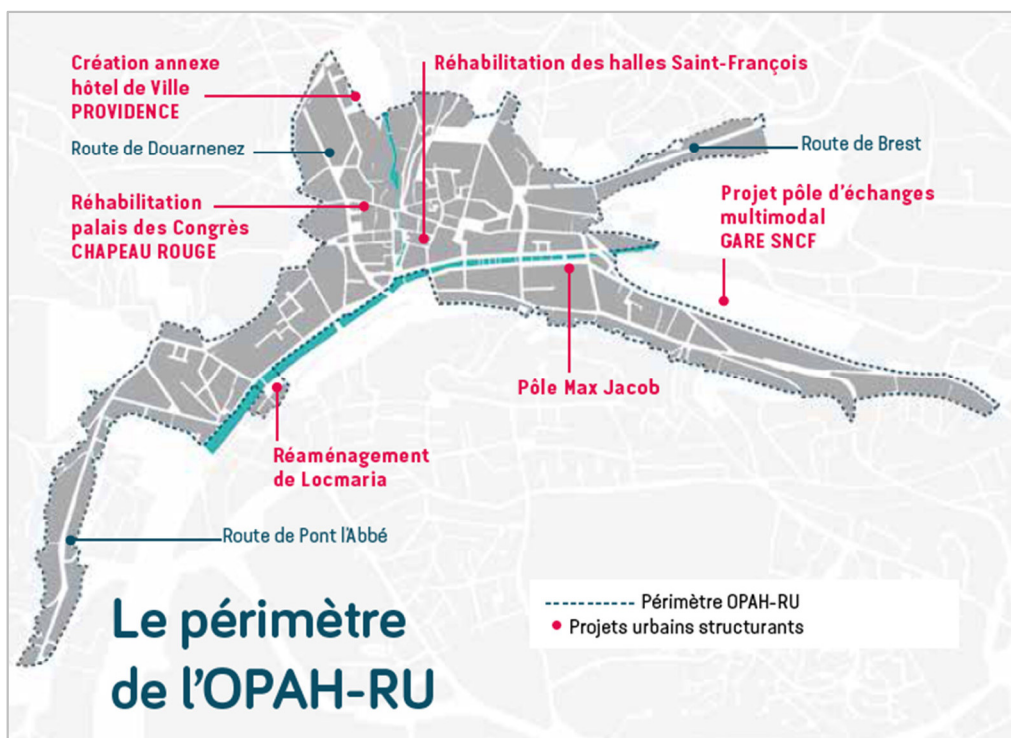 Création annexe
hôtel de Ville
PROVIDENCE
Réhabilitation des halles Saint-François
Route de Douarnenez
Route de Brest
Réhabilitation
palais des Congrès
CHAPEAU ROUGE
Projet pôle d'échanges
multimodal
GARE SNCF
Pôle Max Jacob
Réaménagement
de Locmaria
Route de Pont l'Abbé
Le périmètre
de l'OPAH-RU
Périmètre OPAH-RU
Projets urbains structurants